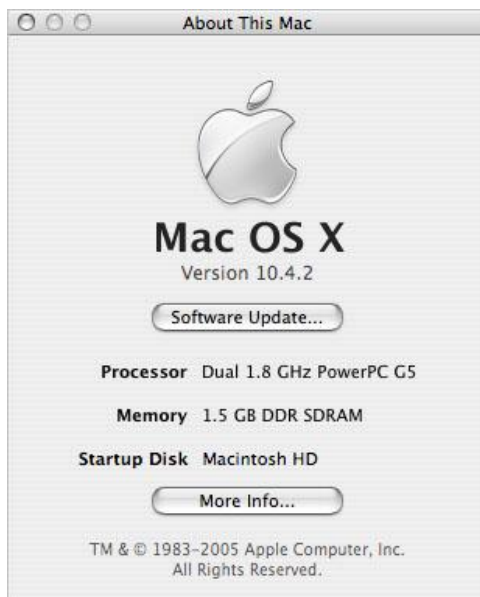 About This Mac
Mac OS X
Version 10.4.2
Software Update...
Processor Dual 1.8 GHz PowerPC G5
Memory 1.5 GB DDR SDRAM
Startup Disk Macintosh HD
More Info...
TM & © 1983–2005 Apple Computer, Inc.
All Rights Reserved.